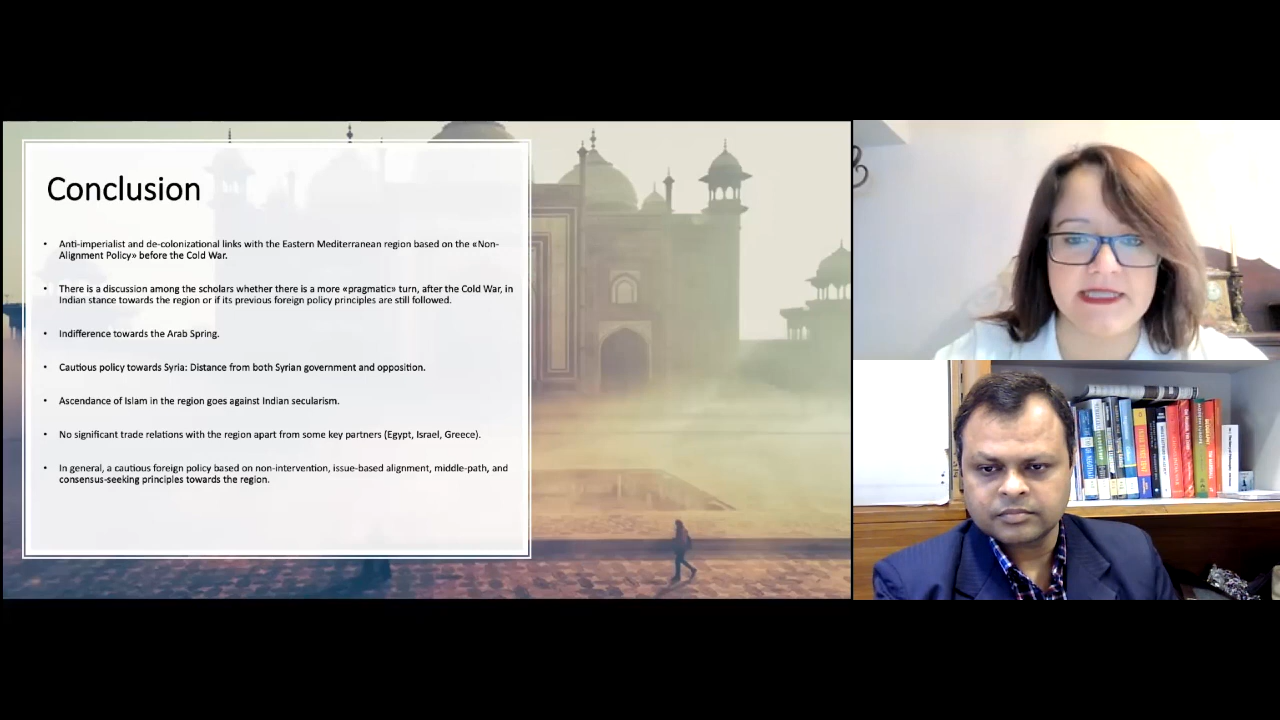 Conclusion
• Anti-imperialist and de-colonizational links with the Eastern Mediterranean region based on the «Non-
Alignment Policy» before the Cold War.
• There is a discussion among the scholars whether there is a more «pragmatic» turn, after the Cold War, in
Indian stance towards the region or if its previous foreign policy principles are still followed.
• Indifference towards the Arab Spring.
• Cautious policy towards Syria: Distance from both Syrian government and opposition.
• Ascendance of Islam in the region goes against Indian secularism.
• No significant trade relations with the region apart from some key partners (Egypt, Israel, Greece).
• In general, a cautious foreign policy based on non-intervention, issue-based alignment, middle-path, and
consensus-seeking principles towards the region.